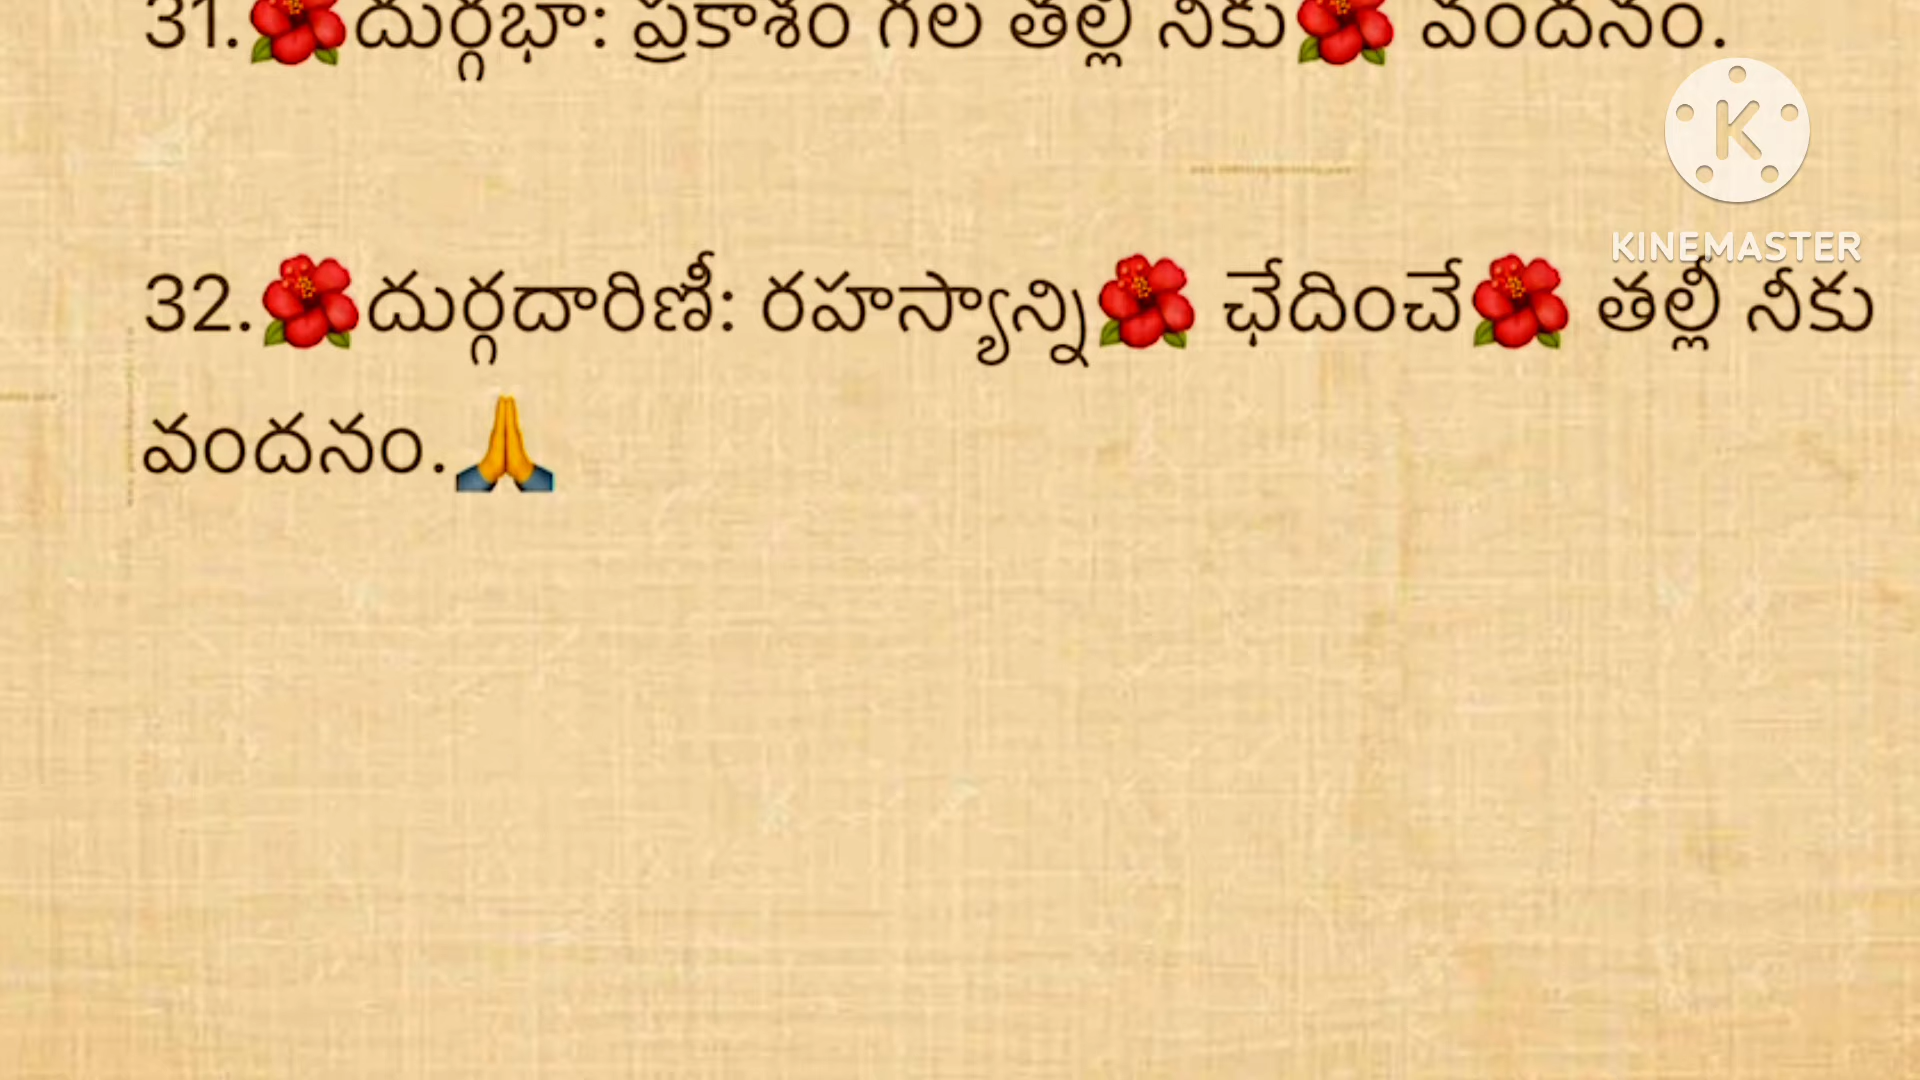 31.🌺దుర్గభా: ప్రకాశం గల తల్లీ నీకు🌺 వందనం.
KINEMASTER
32.🌺దుర్గదారిణీ: రహస్యాన్ని🌺 ఛేదించే🌺 తల్లీ నీకు
వందనం.🙏